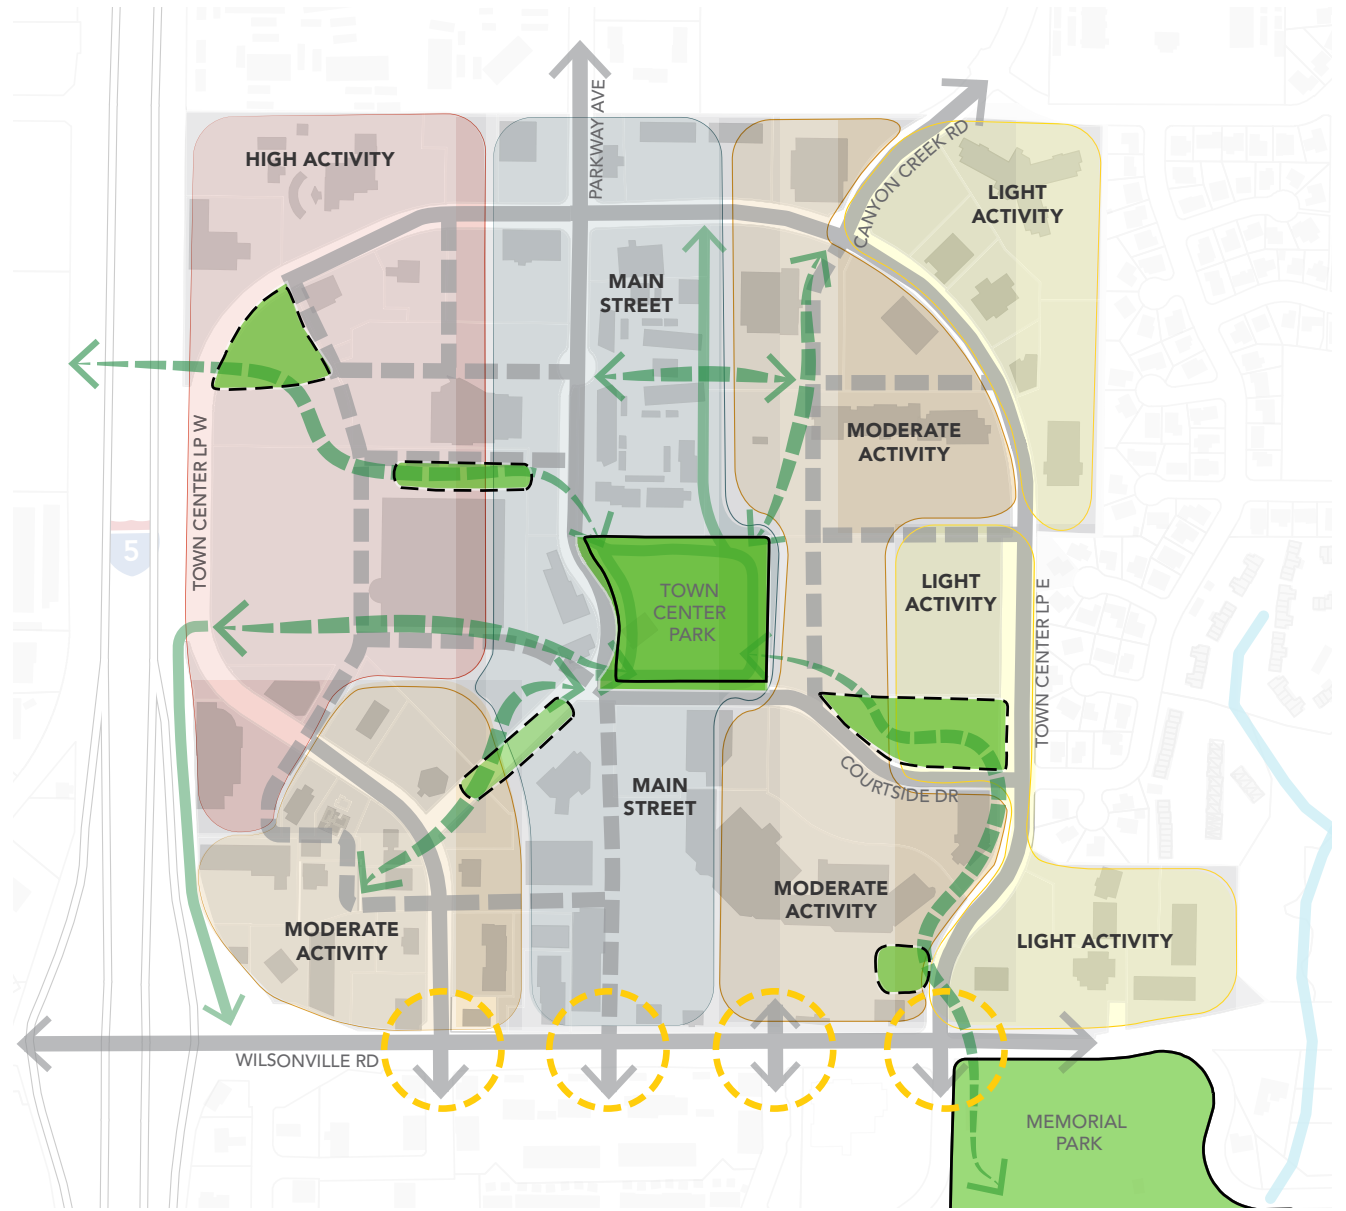 PARKWAY AVE
CANYON CREEK RD
HIGH ACTIVITY
LIGHT
ACTIVITY
MAIN
STREET
MODERATE
ACTIVITY
TOWN CENTER LP W
5
LIGHT
ACTIVITY
TOWN
CENTER
PARK
TOWN CENTER LP E
COURTSIDE DR
MAIN
STREET
MODERATE
ACTIVITY
MODERATE
ACTIVITY
LIGHT ACTIVITY
WILSONVILLE RD
MEMORIAL
PARK